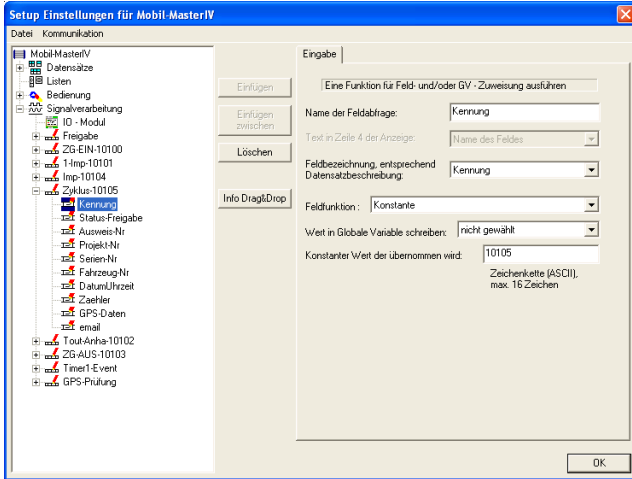 Setup Einstellungen für Mobil-MasterIV
Datei Kommunikation
Mobil-MasterIV
Datensätze
Listen
Bedienung
Signalverarbeitung
IO - Modul
Freigabe
ZG-EIN-10100
1-Imp-10101
Imp-10104
Zyklus-10105
Kennung
Status-Freigabe
Ausweis-Nr
Projekt-Nr
Serien-Nr
Fahrzeug-Nr
DatumUhrzeit
Zaehler
GPS-Daten
email
Tout-Anha-10102
ZG-AUS-10103
Timer1-Event
GPS-Prüfung
Einfügen
Einfügen
zwischen
Löschen
Info Drag&Drop
Eingabe
Eine Funktion für Feld- und/oder GV - Zuweisung ausführen
Name der Feldabfrage: Kennung
Text in Zeile 4 der Anzeige: Name des Feldes
Feldbezeichnung, entsprechend
Datensatzbeschreibung: Kennung
Feldfunktion : Konstante
Wert in Globale Variable schreiben: nicht gewählt
Konstanter Wert der übernommen wird: 10105
Zeichenkette (ASCII),
max. 16 Zeichen
OK